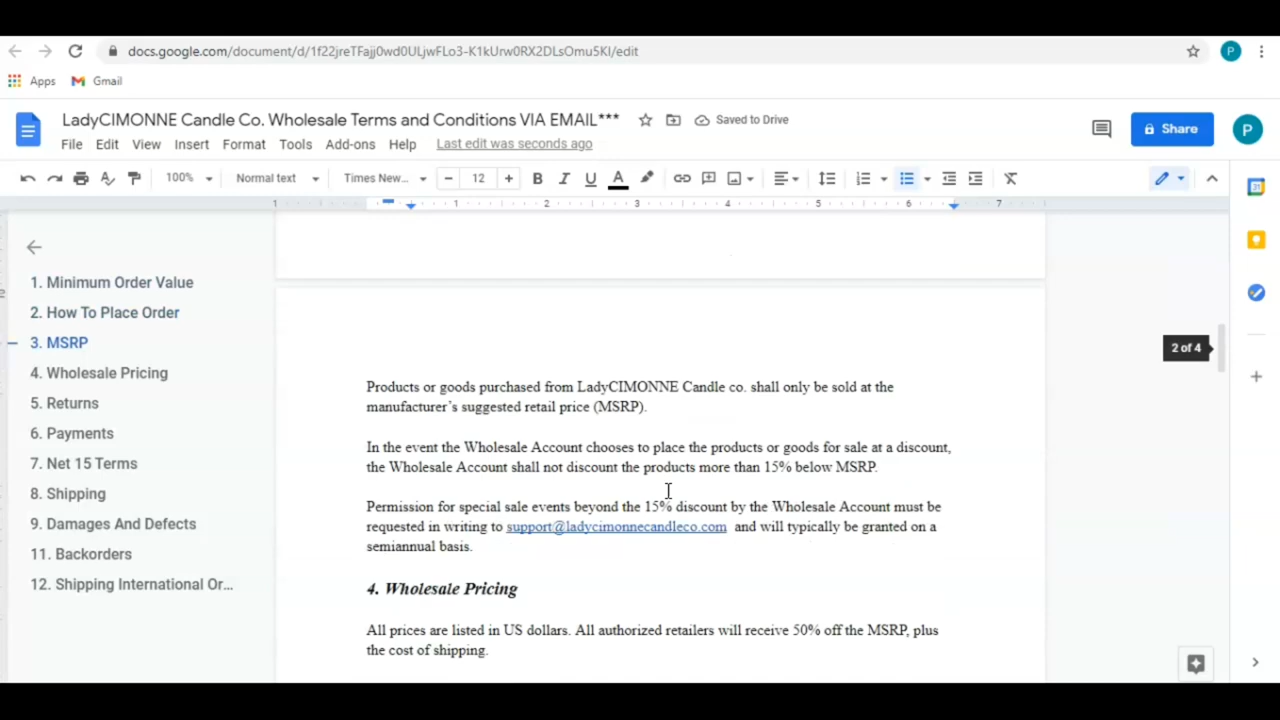 docs.google.com/document/d/1f22jreTFajj0wd0ULjwFLo3-K1kUrw0RX2DLsOmu5KI/edit
P
Apps
Gmail
LadyCIMONNE Candle Co. Wholesale Terms and Conditions VIA EMAIL***
Saved to Drive
Share
P
File Edit View Insert Format Tools Add-ons Help Last edit was seconds ago
100% Normal text Times New... 12 B I U A
1 1 2 3 4 5 6 7
1. Minimum Order Value
2. How To Place Order
3. MSRP
4. Wholesale Pricing
5. Returns
6. Payments
7. Net 15 Terms
8. Shipping
9. Damages And Defects
11. Backorders
12. Shipping International Or...
2 of 4
Products or goods purchased from LadyCIMONNE Candle co. shall only be sold at the
manufacturer’s suggested retail price (MSRP).
In the event the Wholesale Account chooses to place the products or goods for sale at a discount,
the Wholesale Account shall not discount the products more than 15% below MSRP.
Permission for special sale events beyond the 15% discount by the Wholesale Account must be
requested in writing to support@ladycimonnecandleco.com and will typically be granted on a
semiannual basis.
4. Wholesale Pricing
All prices are listed in US dollars. All authorized retailers will receive 50% off the MSRP, plus
the cost of shipping.